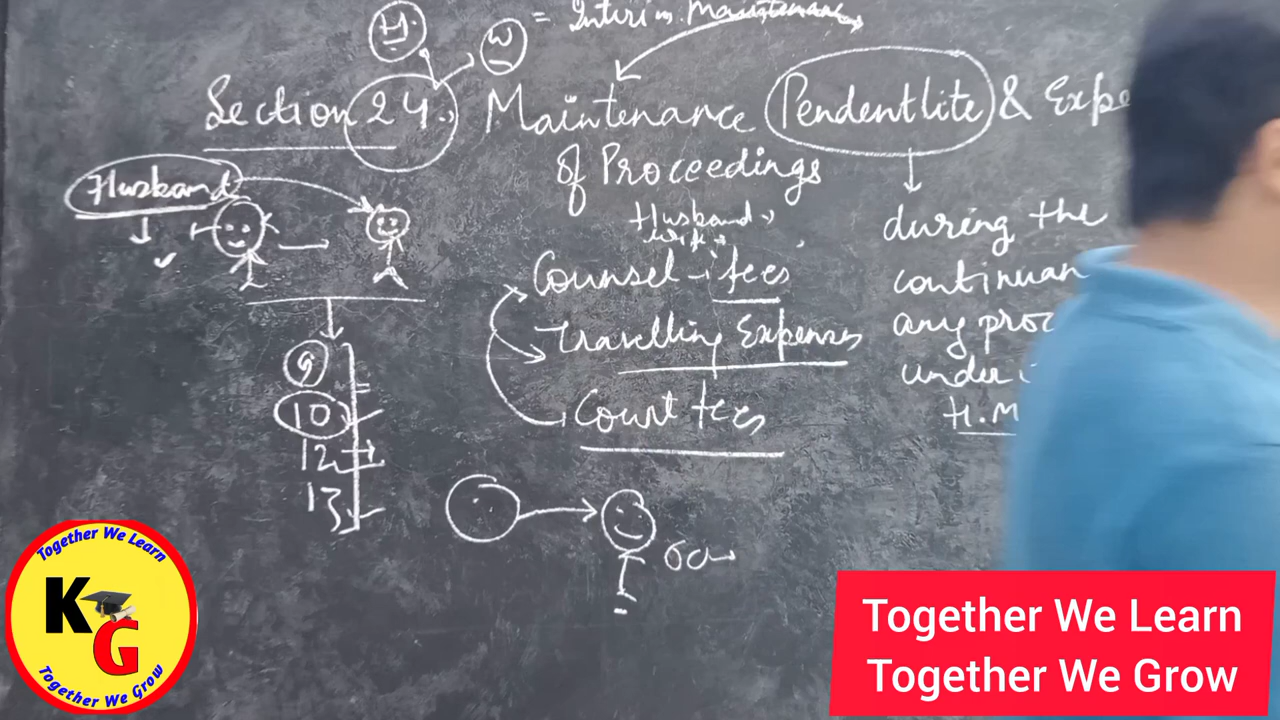 H W = Interim Maintenance
Section 24. Maintenance Pendentlite & Expe
of Proceedings
Husband
Husband
wife
during the
Counsel - fees
continuan
Travelling Expenses
any proc
under
Court fees
H.M
9
10
12
13
Together We Learn
KG
Together We Grow
Together We Learn
Together We Grow